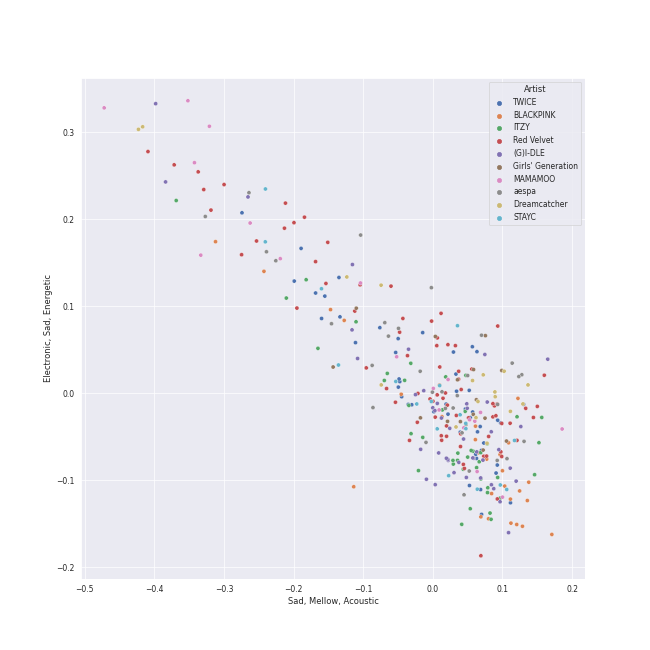 Artist
TWICE
BLACKPINK
ITZY
Red Velvet
(G)I-DLE
Girls' Generation
MAMAMOO
aespa
Dreamcatcher
STAYC
Electronic, Sad, Energetic
0.3
0.2
0.1
0.0
−0.1
−0.2
−0.5 −0.4 −0.3 −0.2 −0.1 0.0 0.1 0.2
Sad, Mellow, Acoustic